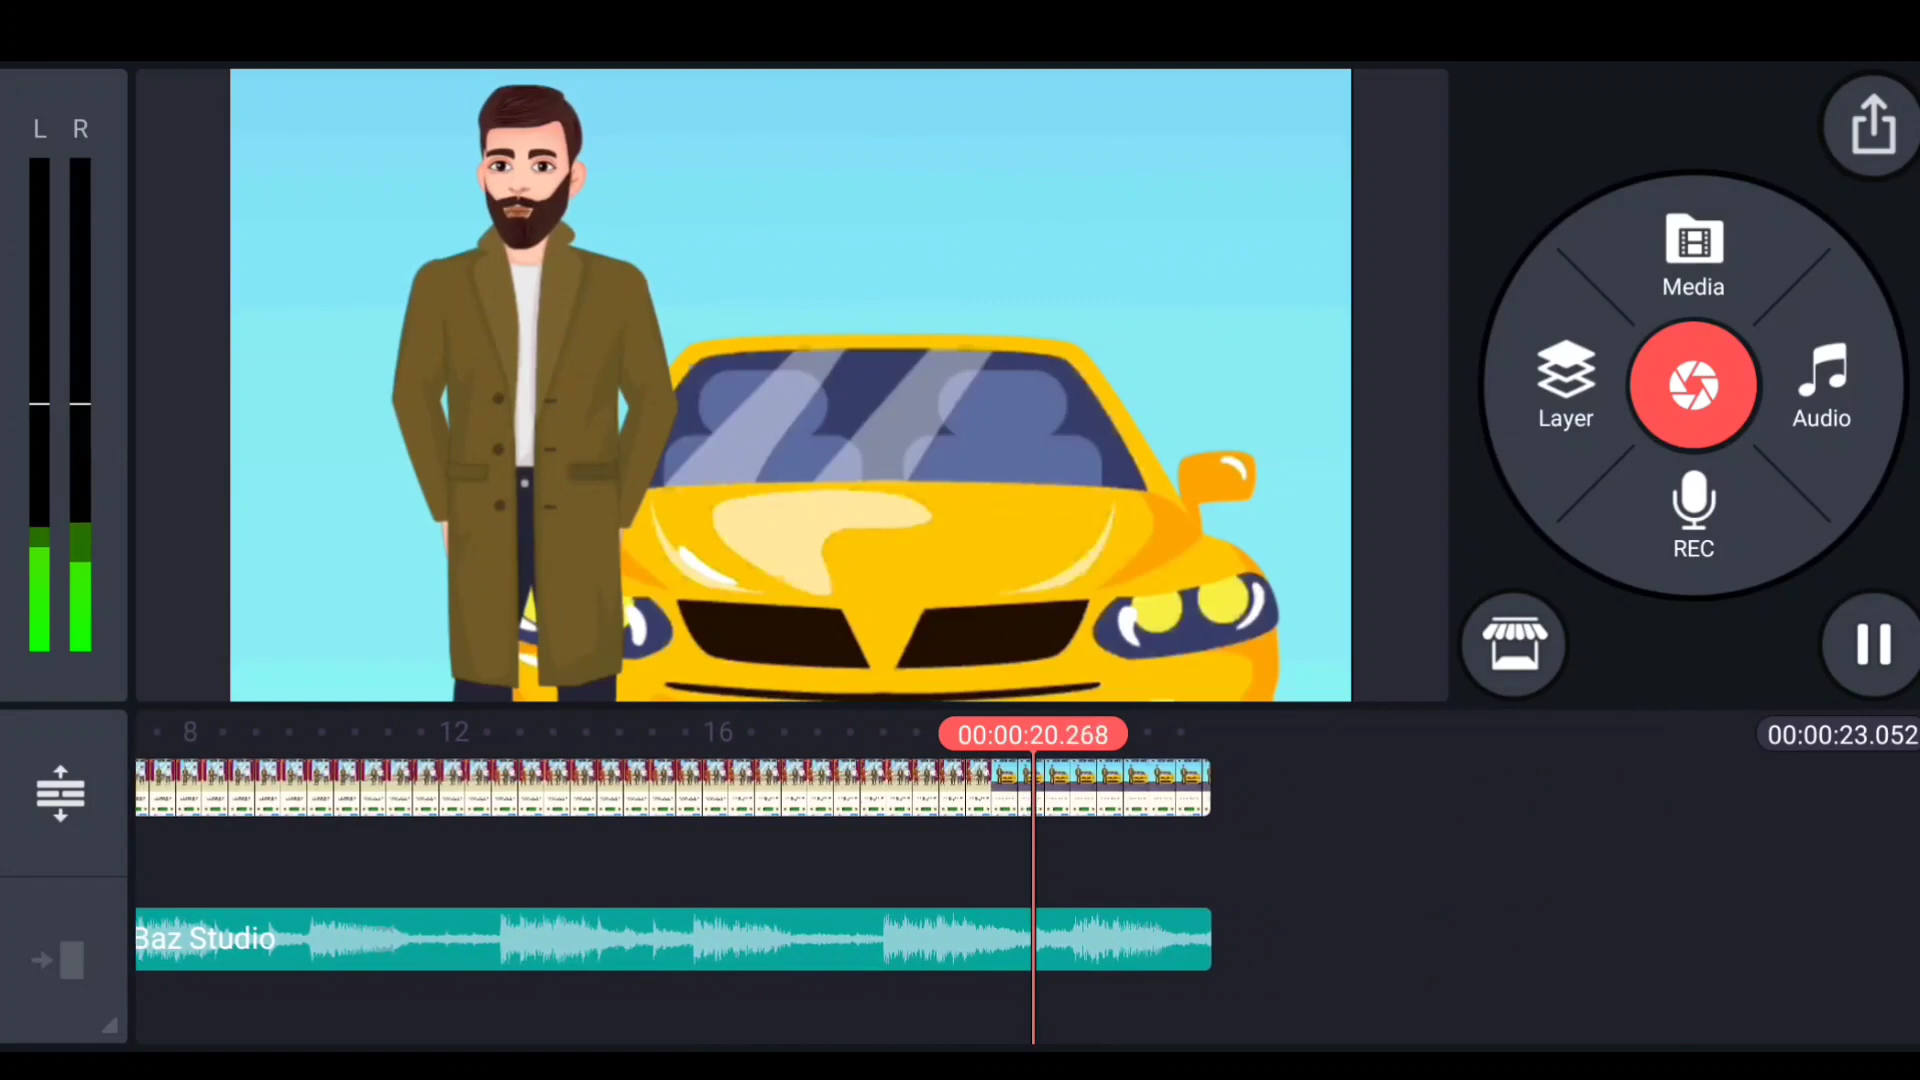 L R
Media
Layer
Audio
REC
8 12 16
00:00:20.268
00:00:23.052
Baz Studio